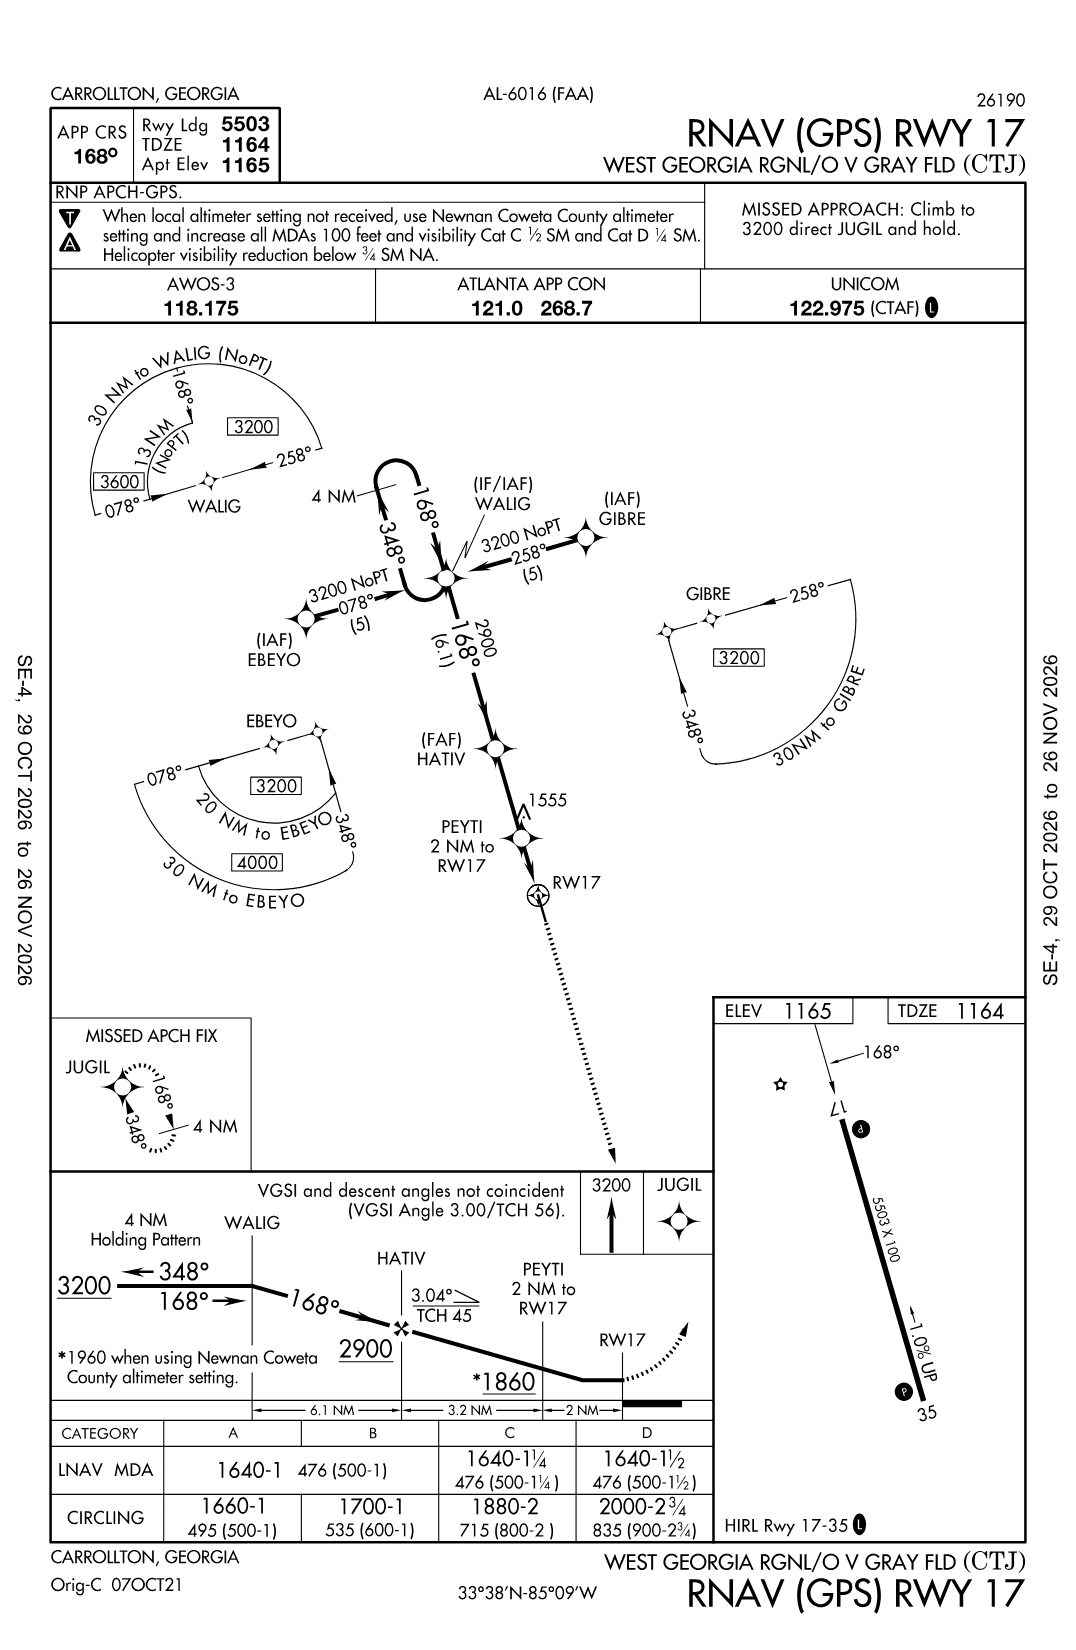 CARROLLTON, GEORGIA
AL-6016 (FAA)
26190
APP CRS
168°
Rwy Ldg 5503
TDZE 1164
Apt Elev 1165
RNAV (GPS) RWY 17
WEST GEORGIA RGNL/O V GRAY FLD (CTJ)
RNP APCH-GPS.
T
A
When local altimeter setting not received, use Newnan Coweta County altimeter
setting and increase all MDAs 100 feet and visibility Cat C ½ SM and Cat D ¼ SM.
Helicopter visibility reduction below ¾ SM NA.
MISSED APPROACH: Climb to
3200 direct JUGIL and hold.
AWOS-3
118.175
ATLANTA APP CON
121.0 268.7
UNICOM
122.975 (CTAF) L
30 NM to WALIG (NoPT)
168°
13 NM
(NoPT)
3200
3600
258°
078°
WALIG
4 NM
168°
348°
(IF/IAF)
WALIG
(IAF)
GIBRE
3200 NoPT
258°
(5)
3200 NoPT
078°
(5)
(IAF)
EBEYO
2900
168°
(6.1)
GIBRE
258°
3200
348°
30NM to GIBRE
EBEYO
078°
3200
20 NM to EBEYO
348°
4000
30 NM to EBEYO
(FAF)
HATIV
1555
PEYTI
2 NM to
RW17
RW17
SE-4, 29 OCT 2026 to 26 NOV 2026
SE-4, 29 OCT 2026 to 26 NOV 2026
MISSED APCH FIX
JUGIL
168°
348°
4 NM
ELEV 1165
TDZE 1164
168°
17
P
5503 X 100
1.0% UP
P
35
HIRL Rwy 17-35 L
VGSI and descent angles not coincident
(VGSI Angle 3.00/TCH 56).
3200
JUGIL
4 NM
Holding Pattern
WALIG
HATIV
PEYTI
2 NM to
RW17
RW17
3200
348°
168°
168°
3.04°
TCH 45
2900
*1860
*1960 when using Newnan Coweta
County altimeter setting.
6.1 NM
3.2 NM
2 NM
CATEGORY A B C D
LNAV MDA 1640-1 476 (500-1) 1640-1¼ 476 (500-1¼) 1640-1½ 476 (500-1½)
CIRCLING 1660-1 495 (500-1) 1700-1 535 (600-1) 1880-2 715 (800-2 ) 2000-2¾ 835 (900-2¾)
CARROLLTON, GEORGIA
Orig-C 07OCT21
33°38'N-85°09'W
WEST GEORGIA RGNL/O V GRAY FLD (CTJ)
RNAV (GPS) RWY 17